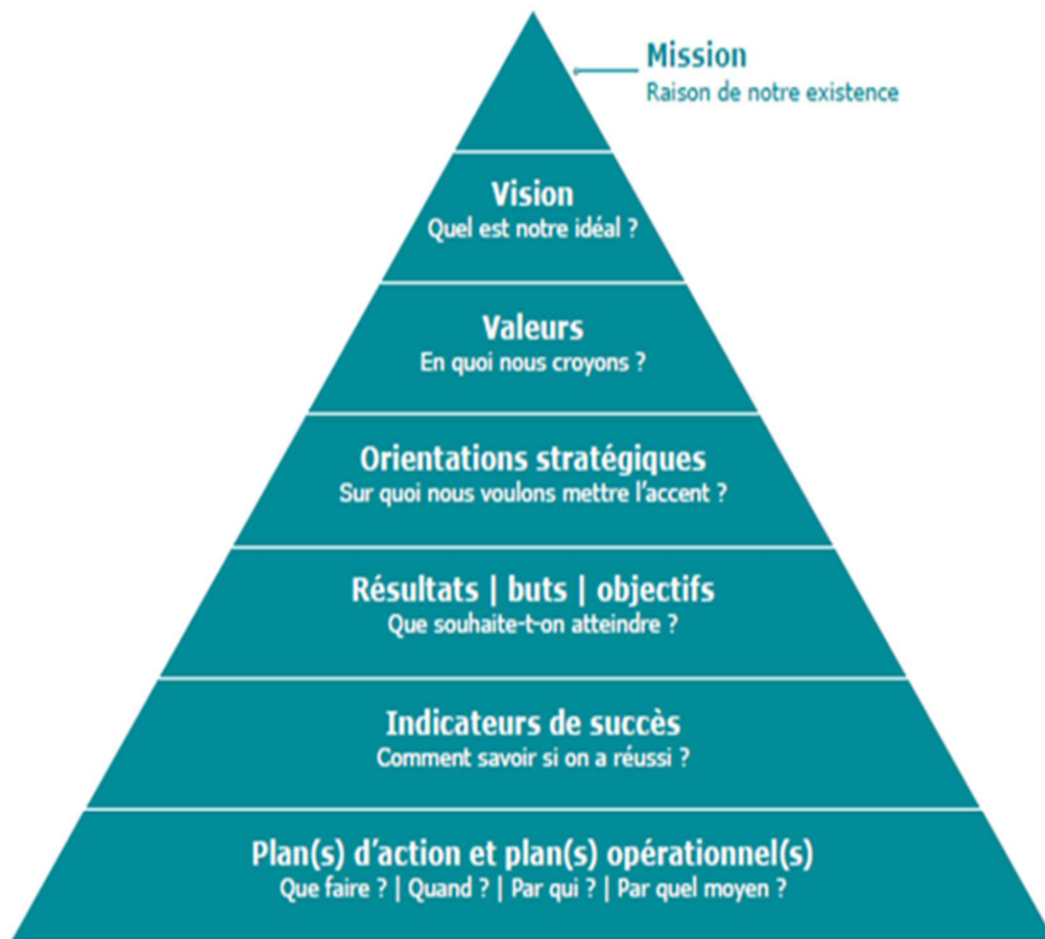 Mission
Raison de notre existence
Vision
Quel est notre idéal ?
Valeurs
En quoi nous croyons ?
Orientations stratégiques
Sur quoi nous voulons mettre l'accent ?
Résultats | buts | objectifs
Que souhaite-t-on atteindre ?
Indicateurs de succès
Comment savoir si on a réussi ?
Plan(s) d'action et plan(s) opérationnel(s)
Que faire ? | Quand ? | Par qui ? | Par quel moyen ?